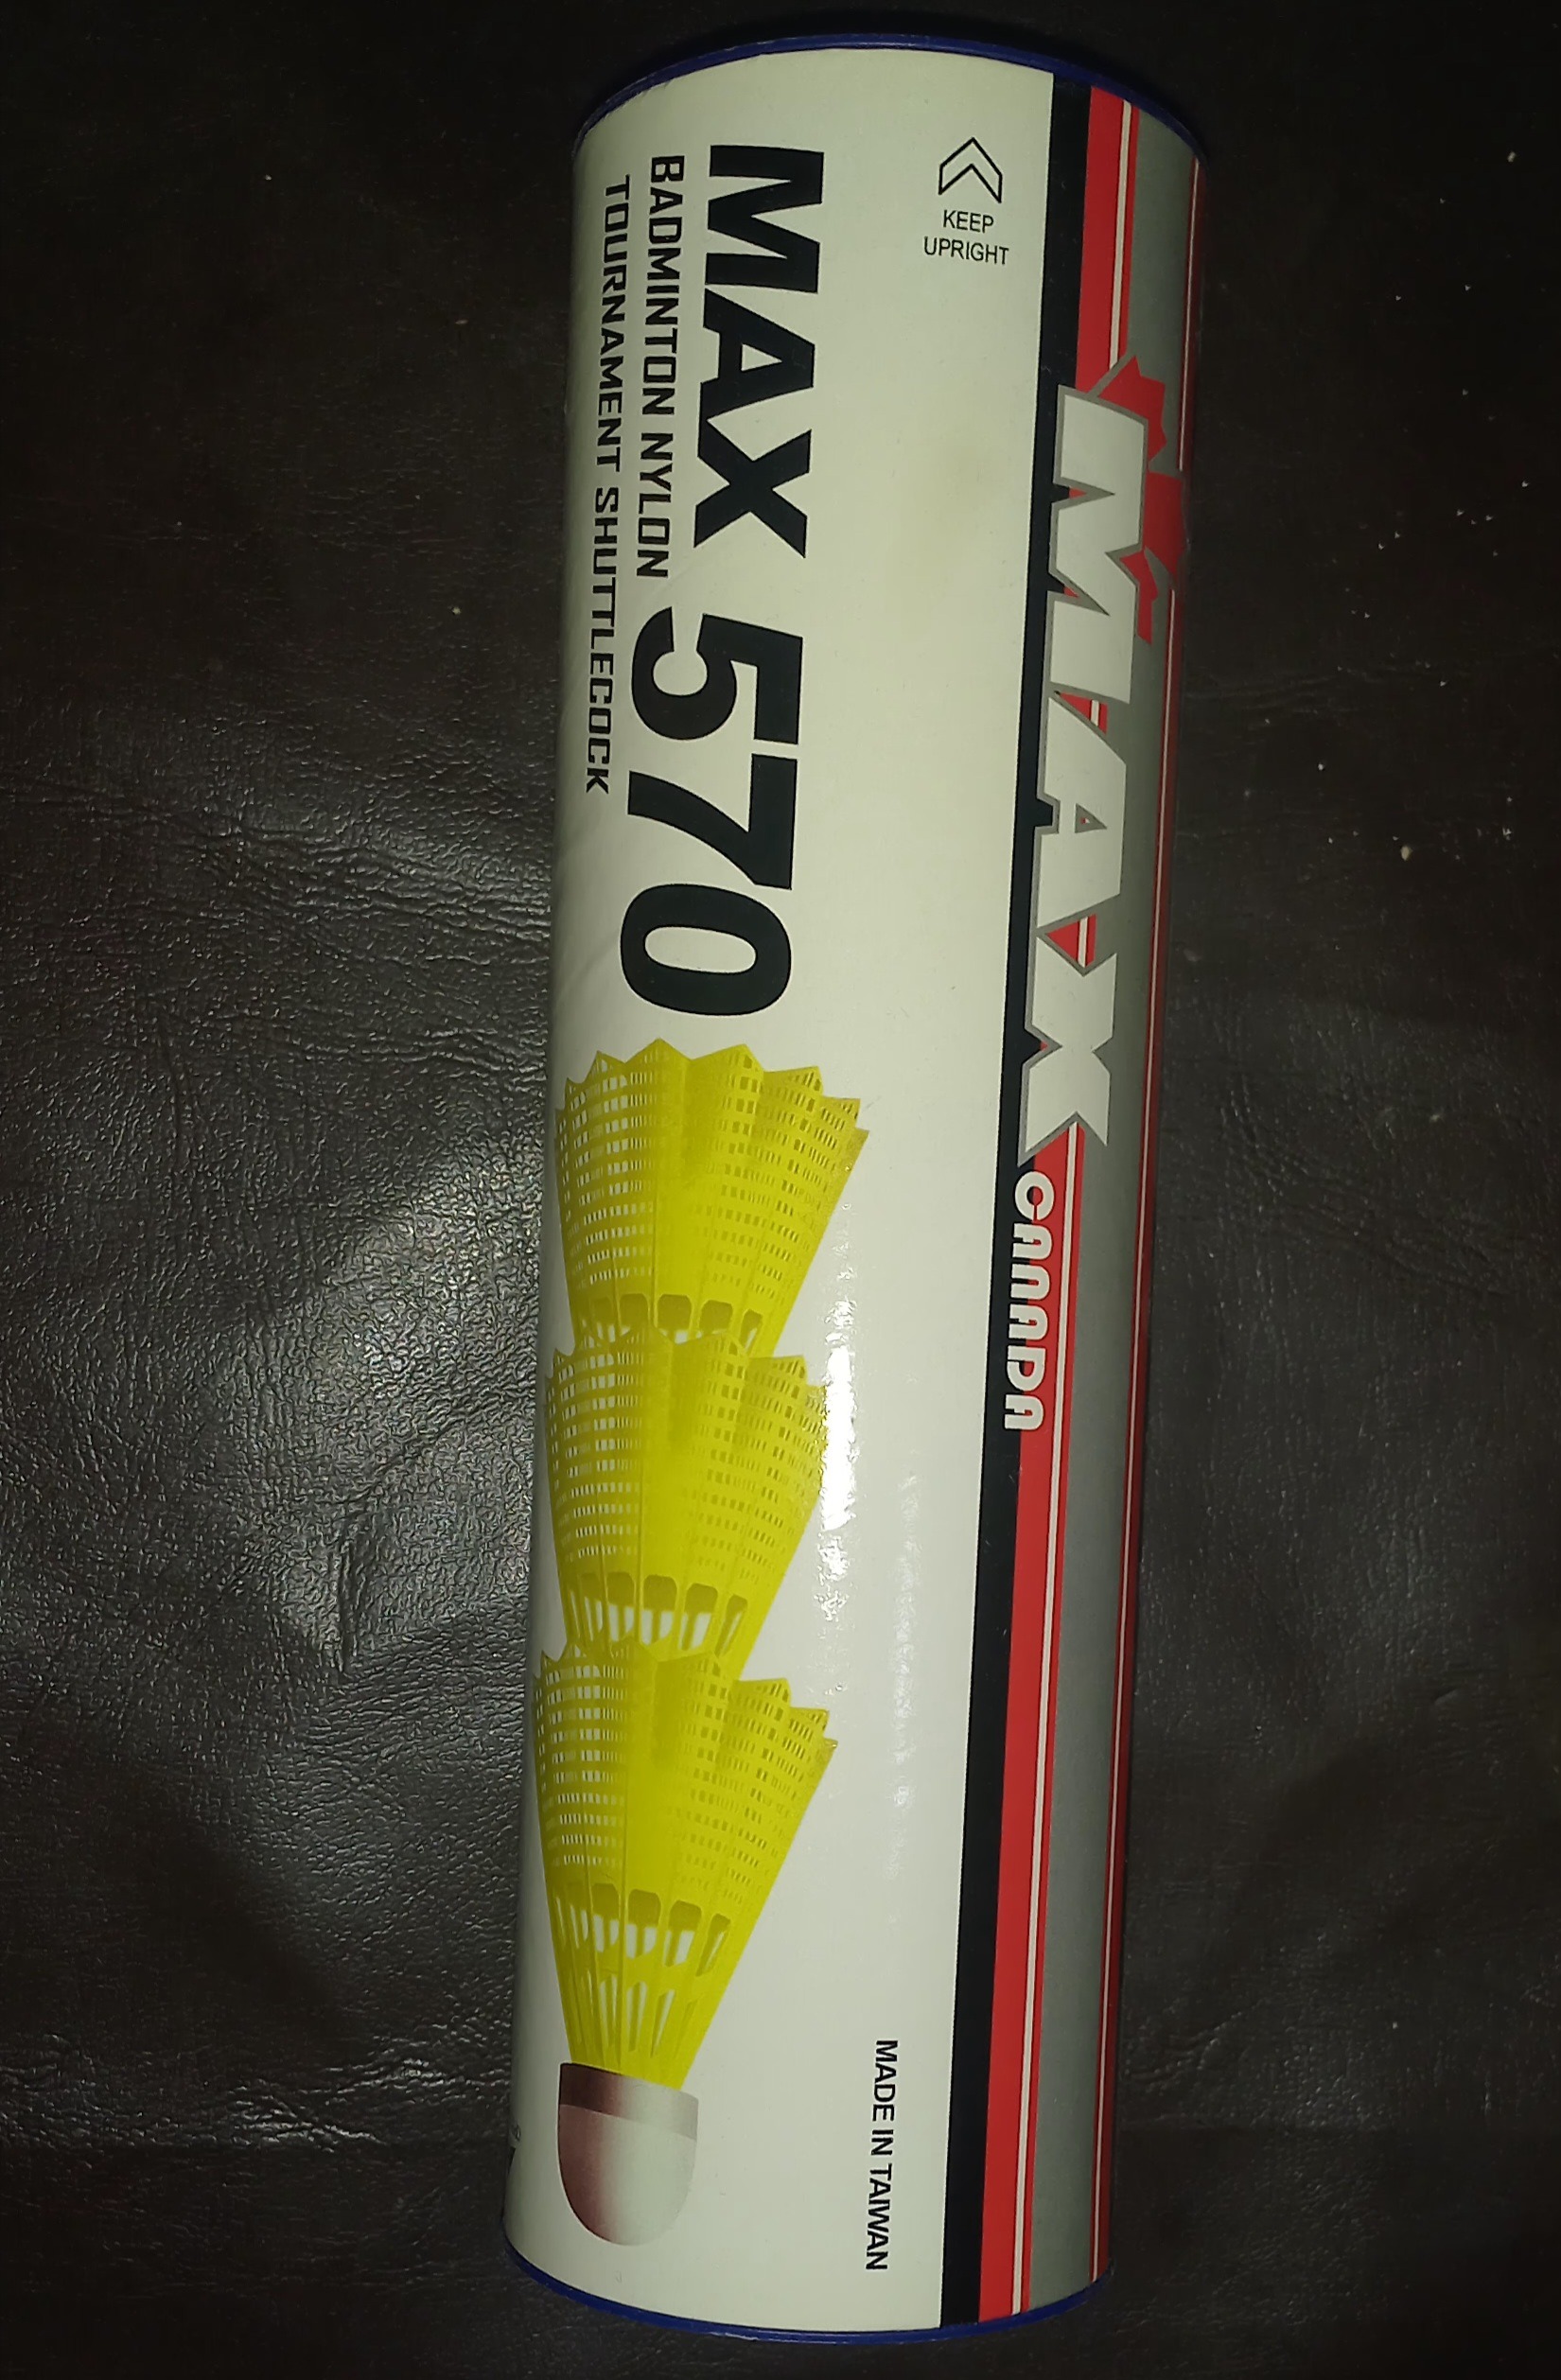 KEEP
UPRIGHT
MAX
CANADA
MAX 570
BADMINTON NYLON
TOURNAMENT SHUTTLECOCK
MADE IN TAIWAN